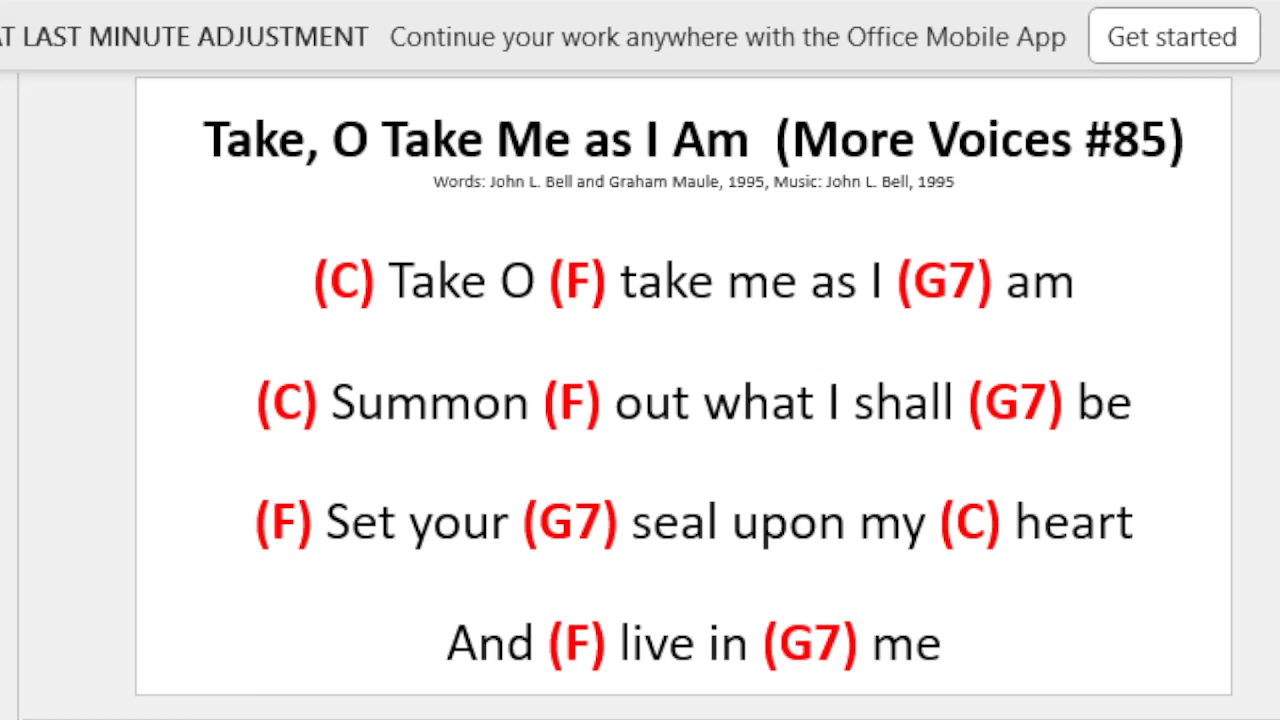 AT LAST MINUTE ADJUSTMENT Continue your work anywhere with the Office Mobile App Get started
Take, O Take Me as I Am (More Voices #85)
Words: John L. Bell and Graham Maule, 1995, Music: John L. Bell, 1995
(C) Take O (F) take me as I (G7) am
(C) Summon (F) out what I shall (G7) be
(F) Set your (G7) seal upon my (C) heart
And (F) live in (G7) me